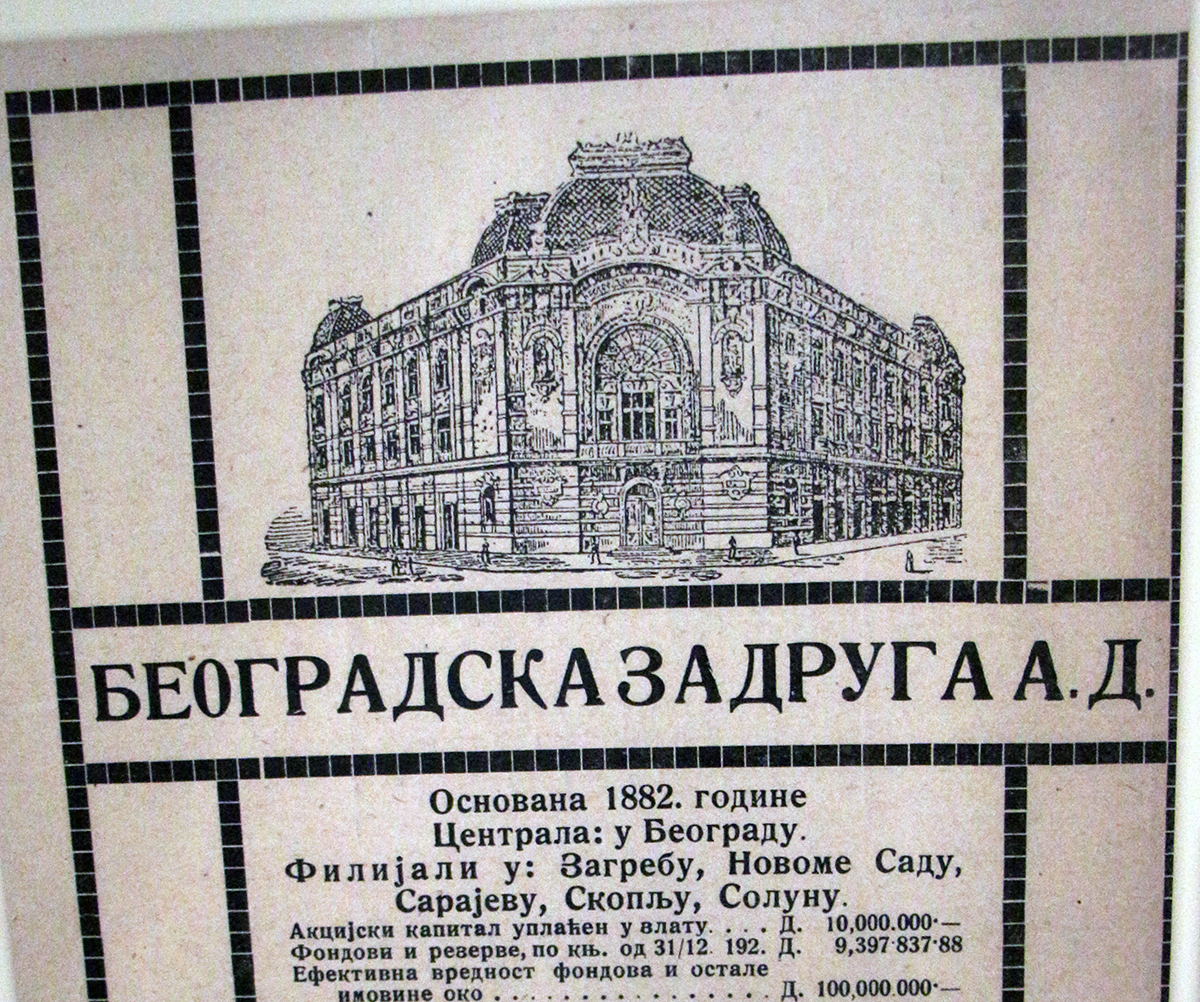 БЕОГРАДСКА ЗАДРУГА А. Д.
Основана 1882. године
Централа: у Београду.
Филијали у: Загребу, Новоме Саду,
Сарајеву, Скопљу, Солуну.
Акцијски капитал уплаћен у влату. . . . Д. 10,000.000·—
Фондови и резерве, по књ. од 31/12. 192. Д. 9,397·837·88
Ефективна вредност фондова и остале
имовине око . . . . . . . . . . . . . . . . Д. 100,000.000·—